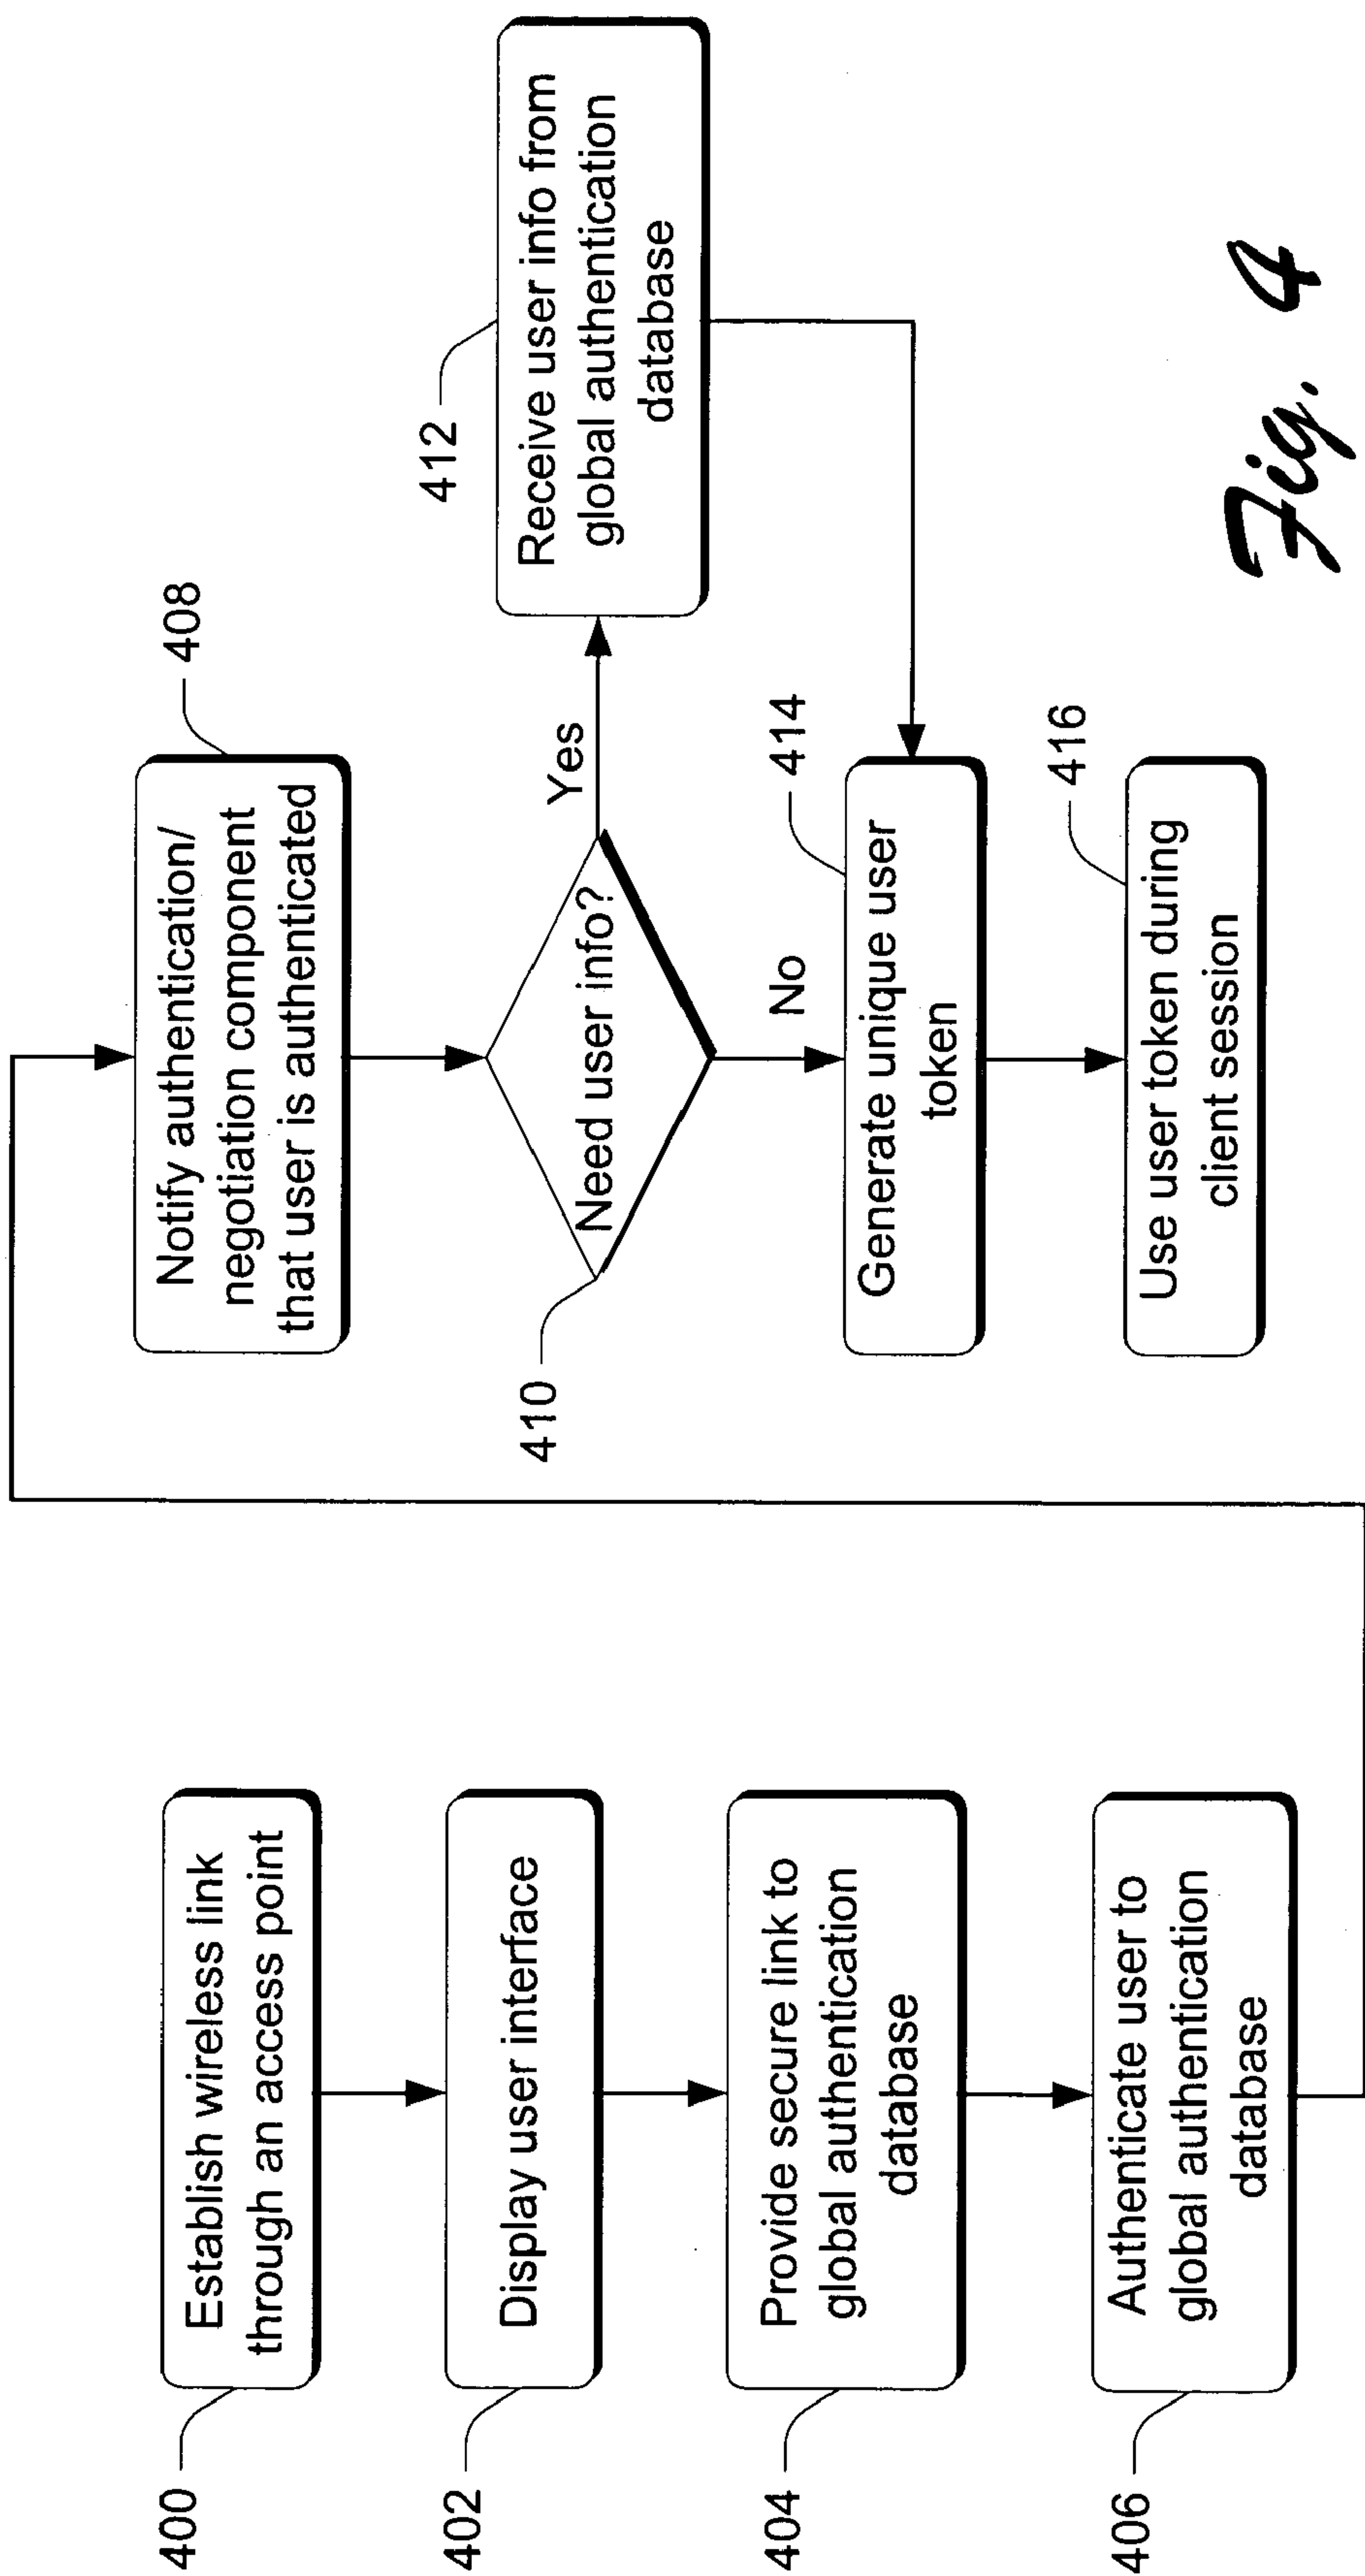 400
Establish wireless link
through an access point
402
Display user interface
404
Provide secure link to
global authentication
database
406
Authenticate user to
global authentication
database
408
Notify authentication/
negotiation component
that user is authenticated
410
Need user info?
Yes
No
412
Receive user info from
global authentication
database
414
Generate unique user
token
416
Use user token during
client session
Fig. 4